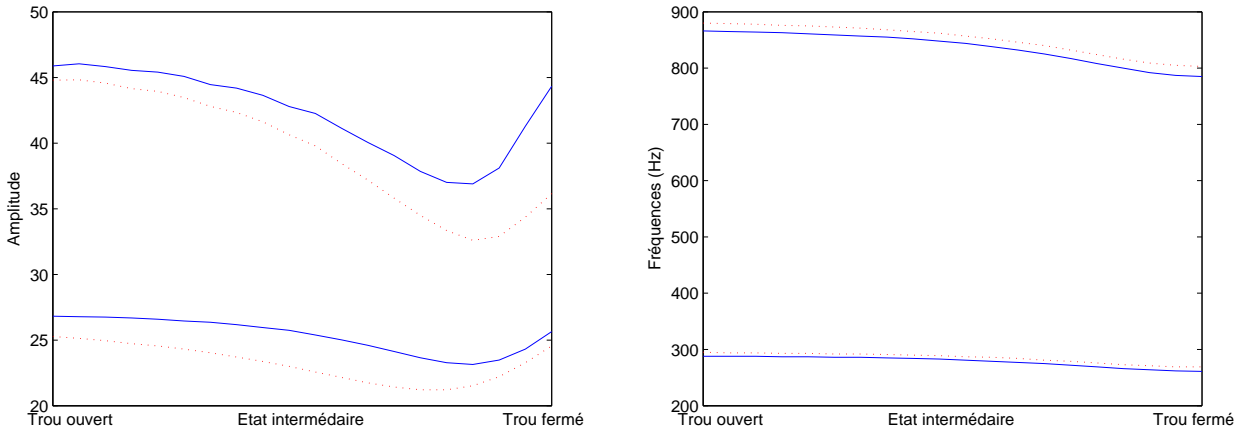 50
45
40
35
30
25
20
Amplitude
Trou ouvert
Etat intermédaire
Trou fermé
900
800
700
600
500
400
300
200
Fréquences (Hz)
Trou ouvert
Etat intermédaire
Trou fermé